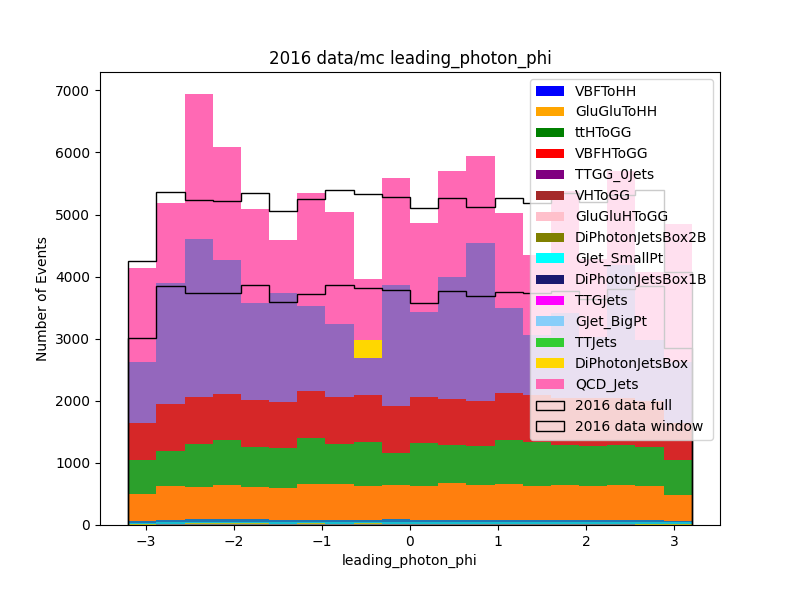 2016 data/mc leading_photon_phi
Number of Events
7000
6000
5000
4000
3000
2000
1000
0
−3
−2
−1
0
1
2
3
leading_photon_phi
VBFToHH
GluGluToHH
ttHToGG
VBFHToGG
TTGG_0Jets
VHToGG
GluGluHToGG
DiPhotonJetsBox2B
GJet_SmallPt
DiPhotonJetsBox1B
TTGJets
GJet_BigPt
TTJets
DiPhotonJetsBox
QCD_Jets
2016 data full
2016 data window